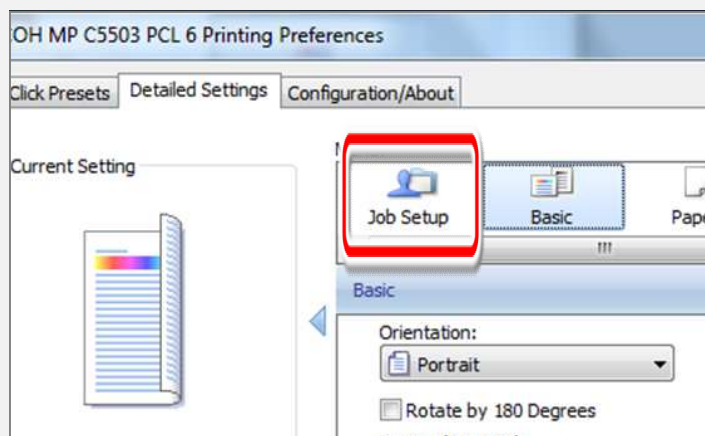 OH MP C5503 PCL 6 Printing Preferences
Click Presets Detailed Settings Configuration/About
Current Setting
Job Setup Basic Pape
Basic
Orientation:
Portrait
Rotate by 180 Degrees